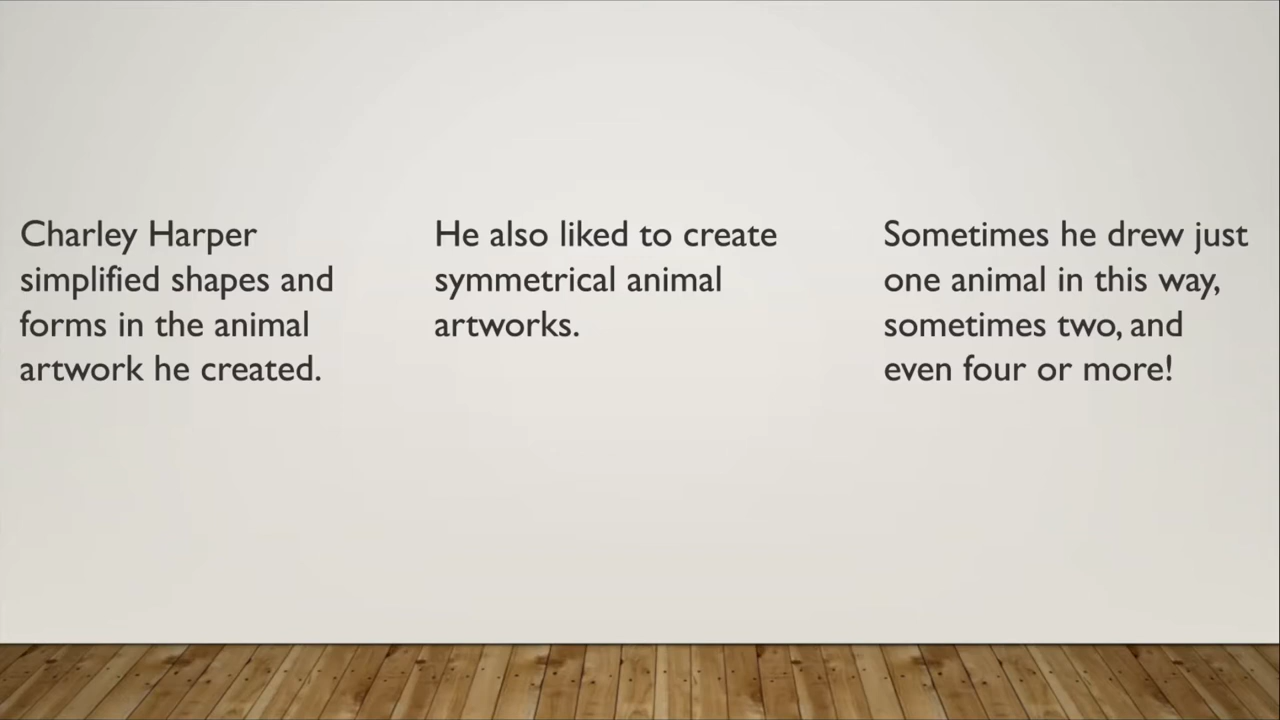 Charley Harper
simplified shapes and
forms in the animal
artwork he created.
He also liked to create
symmetrical animal
artworks.
Sometimes he drew just
one animal in this way,
sometimes two, and
even four or more!